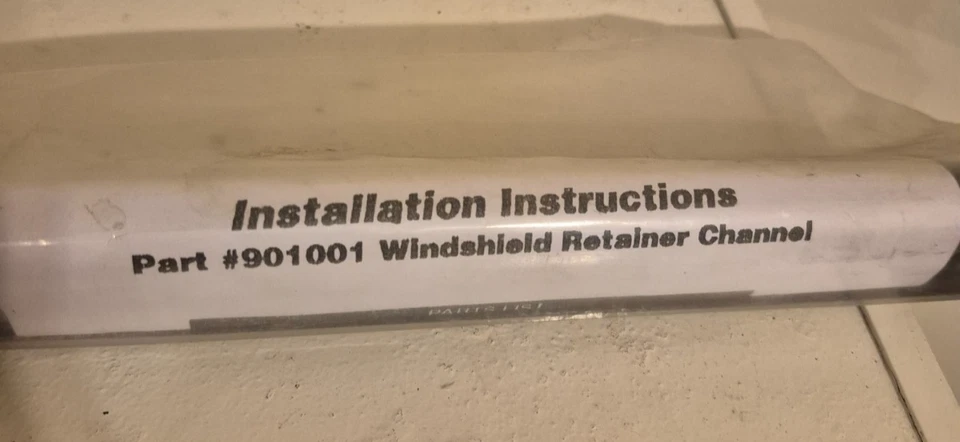 Installation Instructions
Part #901001 Windshield Retainer Channel
PARTS LIST